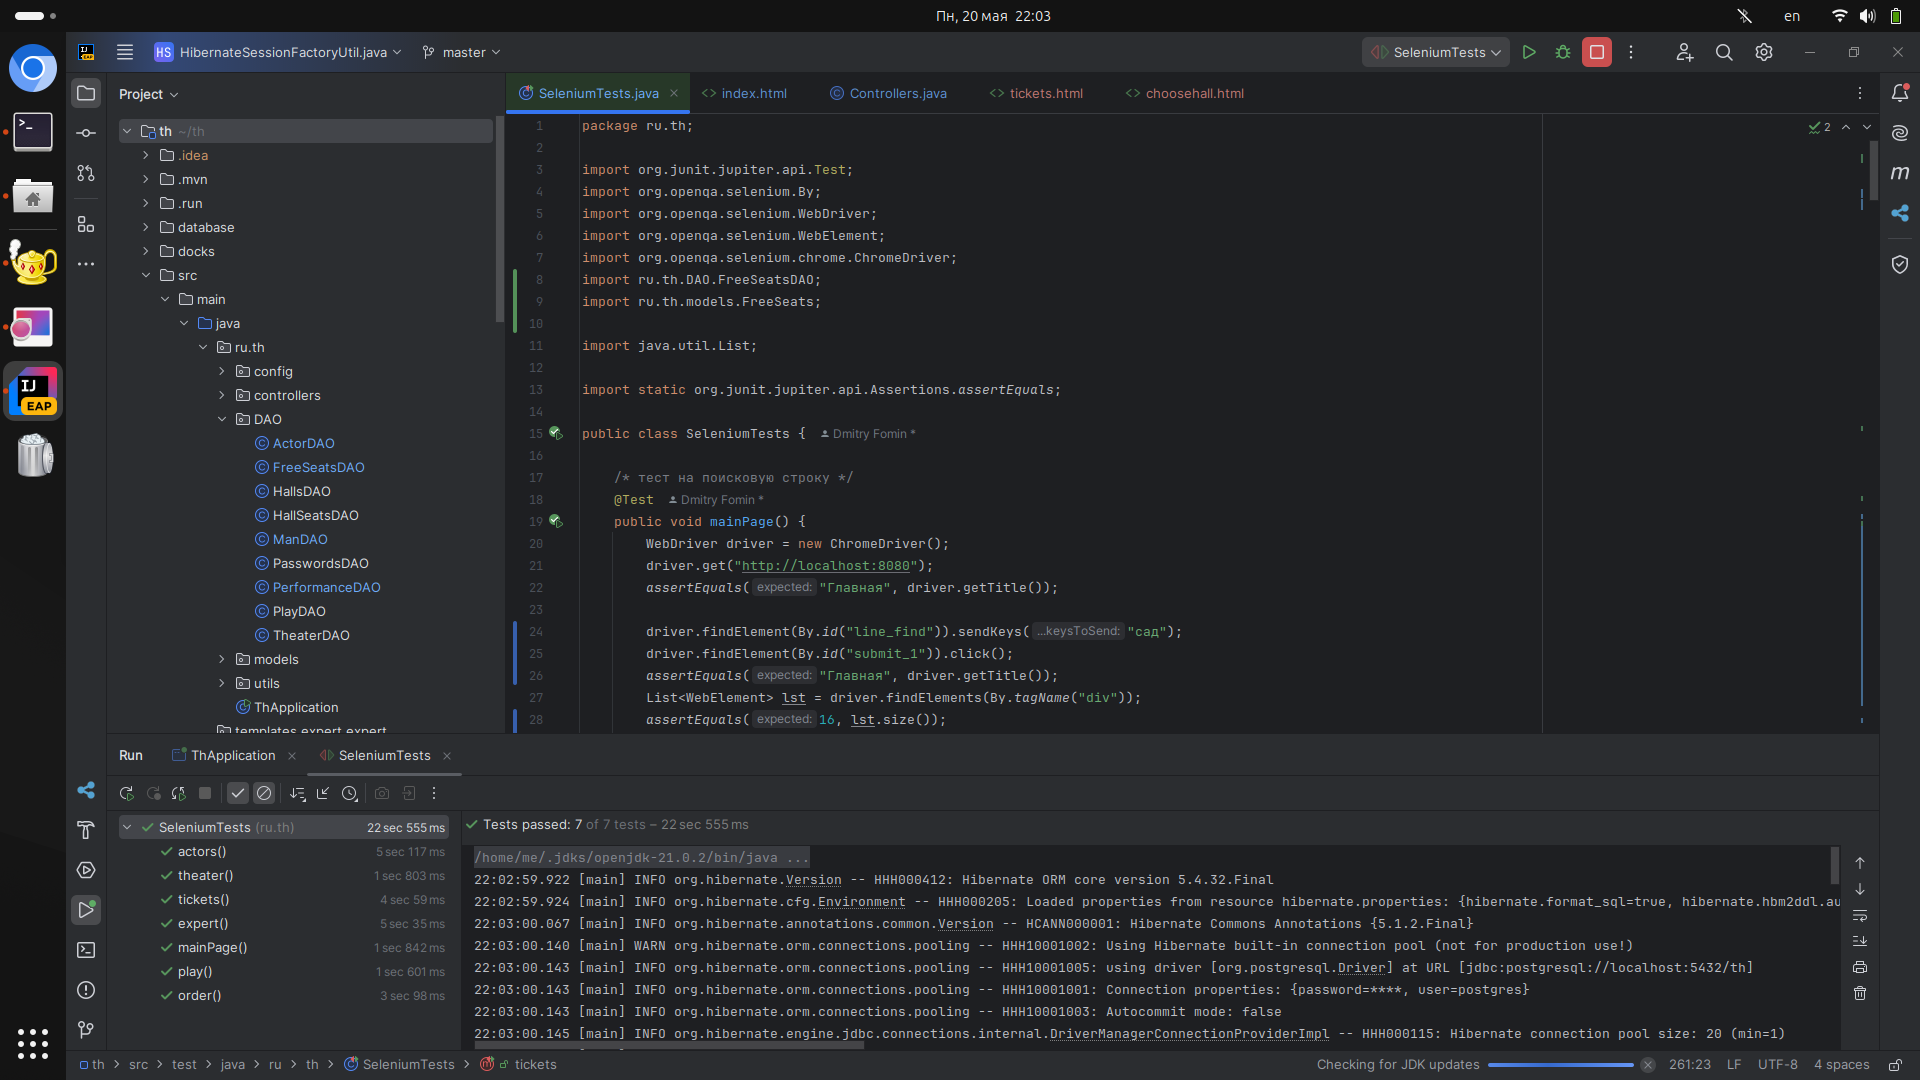 Пн, 20 мая 22:03
en
HS HibernateSessionFactoryUtil.java
master
SeleniumTests
Project
SeleniumTests.java
index.html
Controllers.java
tickets.html
choosehall.html
th ~/th
.idea
.mvn
.run
database
docks
src
main
java
ru.th
config
controllers
DAO
ActorDAO
FreeSeatsDAO
HallsDAO
HallSeatsDAO
ManDAO
PasswordsDAO
PerformanceDAO
PlayDAO
TheaterDAO
models
utils
ThApplication
templates.expert.expert
IJ
EAP
2
1 package ru.th;
2
3 import org.junit.jupiter.api.Test;
4 import org.openqa.selenium.By;
5 import org.openqa.selenium.WebDriver;
6 import org.openqa.selenium.WebElement;
7 import org.openqa.selenium.chrome.ChromeDriver;
8 import ru.th.DAO.FreeSeatsDAO;
9 import ru.th.models.FreeSeats;
10
11 import java.util.List;
12
13 import static org.junit.jupiter.api.Assertions.assertEquals;
14
15 public class SeleniumTests { Dmitry Fomin *
16
17 /* тест на поисковую строку */
18 @Test Dmitry Fomin *
19 public void mainPage() {
20 WebDriver driver = new ChromeDriver();
21 driver.get("http://localhost:8080");
22 assertEquals( expected: "Главная", driver.getTitle());
23
24 driver.findElement(By.id("line_find")).sendKeys( ...keysToSend: "сад");
25 driver.findElement(By.id("submit_1")).click();
26 assertEquals( expected: "Главная", driver.getTitle());
27 List<WebElement> lst = driver.findElements(By.tagName("div"));
28 assertEquals( expected: 16, lst.size());
Run
ThApplication
SeleniumTests
SeleniumTests (ru.th) 22 sec 555 ms
actors() 5 sec 117 ms
theater() 1 sec 803 ms
tickets() 4 sec 59 ms
expert() 5 sec 35 ms
mainPage() 1 sec 842 ms
play() 1 sec 601 ms
order() 3 sec 98 ms
Tests passed: 7 of 7 tests – 22 sec 555 ms
/home/me/.jdks/openjdk-21.0.2/bin/java ...
22:02:59.922 [main] INFO org.hibernate.Version -- HHH000412: Hibernate ORM core version 5.4.32.Final
22:02:59.924 [main] INFO org.hibernate.cfg.Environment -- HHH000205: Loaded properties from resource hibernate.properties: {hibernate.format_sql=true, hibernate.hbm2ddl.au
22:03:00.067 [main] INFO org.hibernate.annotations.common.Version -- HCANN000001: Hibernate Commons Annotations {5.1.2.Final}
22:03:00.140 [main] WARN org.hibernate.orm.connections.pooling -- HHH10001002: Using Hibernate built-in connection pool (not for production use!)
22:03:00.143 [main] INFO org.hibernate.orm.connections.pooling -- HHH10001005: using driver [org.postgresql.Driver] at URL [jdbc:postgresql://localhost:5432/th]
22:03:00.143 [main] INFO org.hibernate.orm.connections.pooling -- HHH10001001: Connection properties: {password=****, user=postgres}
22:03:00.143 [main] INFO org.hibernate.orm.connections.pooling -- HHH10001003: Autocommit mode: false
22:03:00.145 [main] INFO org.hibernate.engine.jdbc.connections.internal.DriverManagerConnectionProviderImpl -- HHH000115: Hibernate connection pool size: 20 (min=1)
th > src > test > java > ru > th > SeleniumTests > tickets
Checking for JDK updates
261:23 LF UTF-8 4 spaces